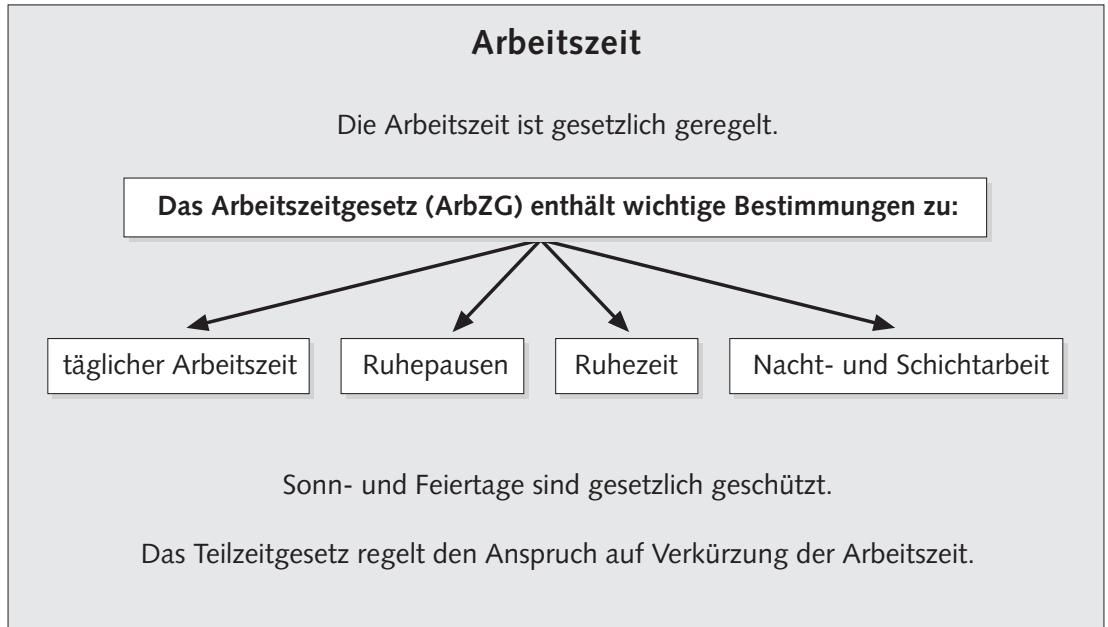 Arbeitszeit
Die Arbeitszeit ist gesetzlich geregelt.
Das Arbeitszeitgesetz (ArbZG) enthält wichtige Bestimmungen zu:
täglicher Arbeitszeit
Ruhepausen
Ruhezeit
Nacht- und Schichtarbeit
Sonn- und Feiertage sind gesetzlich geschützt.
Das Teilzeitgesetz regelt den Anspruch auf Verkürzung der Arbeitszeit.